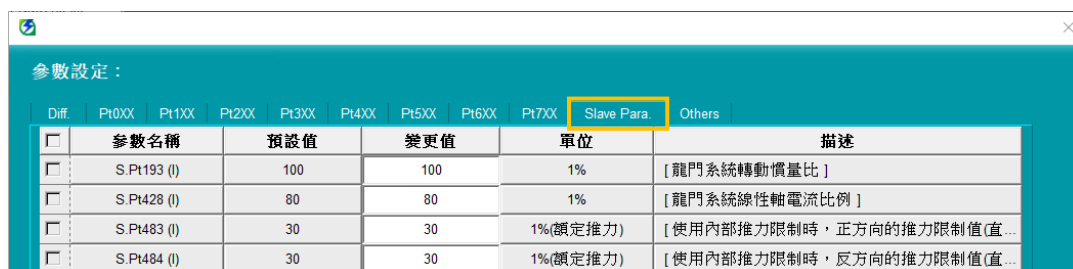 參數設定：
Diff. Pt0XX Pt1XX Pt2XX Pt3XX Pt4XX Pt5XX Pt6XX Pt7XX Slave Para. Others
參數名稱 預設值 變更值 單位 描述
S.Pt193 (I) 100 100 1% [ 龍門系統轉動慣量比 ]
S.Pt428 (I) 80 80 1% [ 龍門系統線性軸電流比例 ]
S.Pt483 (I) 30 30 1%(額定推力) [ 使用內部推力限制時，正方向的推力限制值(直...
S.Pt484 (I) 30 30 1%(額定推力) [ 使用內部推力限制時，反方向的推力限制值(直...